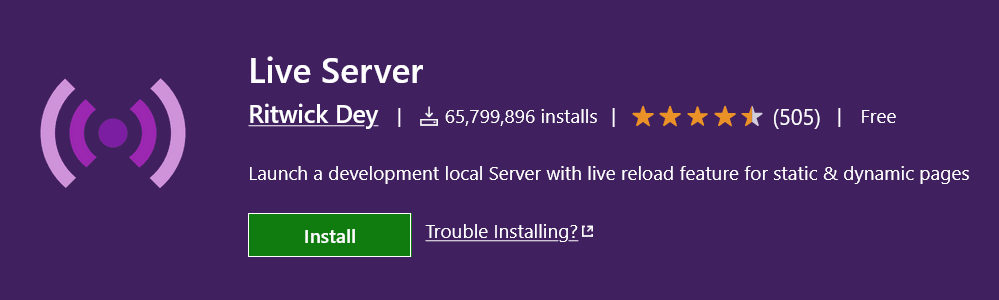 Live Server
Ritwick Dey | 65,799,896 installs | (505) | Free
Launch a development local Server with live reload feature for static & dynamic pages
Install Trouble Installing?